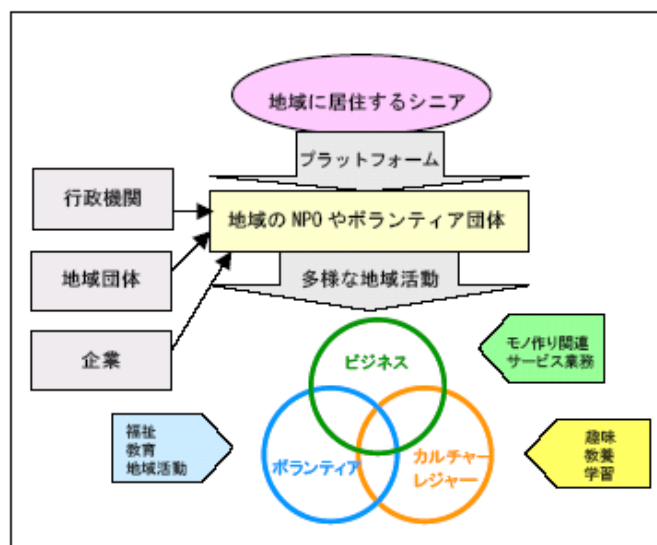 地域に居住するシニア
プラットフォーム
行政機関
地域のNPOやボランティア団体
地域団体
多様な地域活動
企業
ビジネス
モノ作り関連
サービス業務
福祉
教育
地域活動
ボランティア
カルチャー
レジャー
趣味
教養
学習